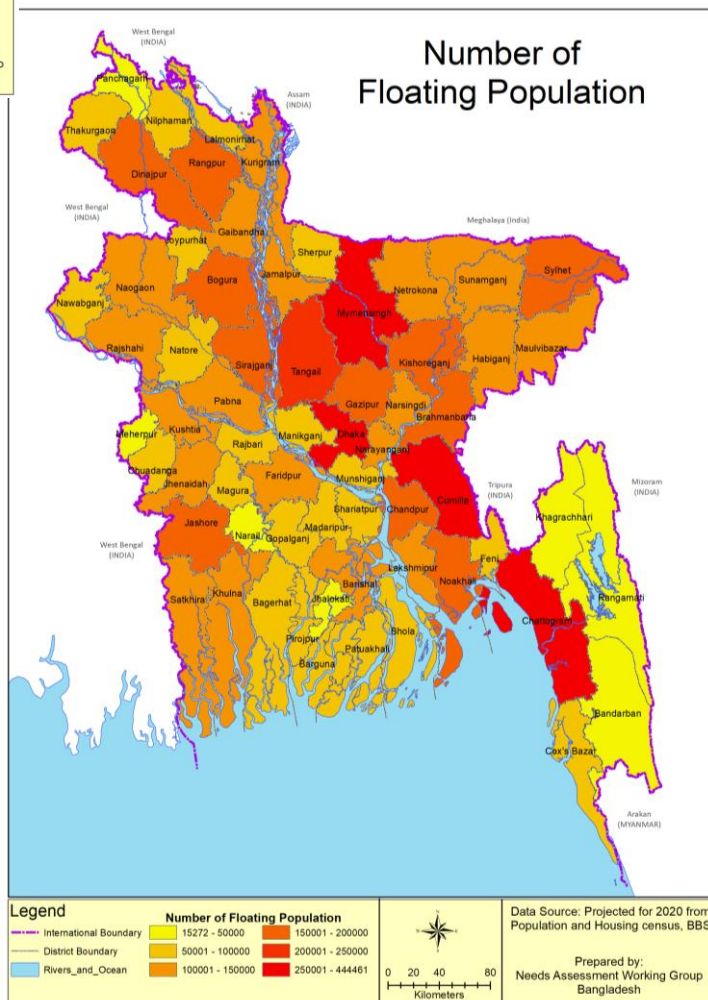 Number of
Floating Population
West Bengal
(INDIA)
Assam
(INDIA)
West Bengal
(INDIA)
Meghalaya (India)
Panchagarh
Thakurgaon
Nilphamari
Lalmonirhat
Dinajpur
Rangpur
Kurigram
Gaibandha
Joypurhat
Sherpur
Jamalpur
Naogaon
Bogura
Nawabganj
Mymensingh
Netrokona
Sunamganj
Sylhet
Rajshahi
Natore
Sirajganj
Tangail
Kishoreganj
Habiganj
Maulvibazar
Pabna
Gazipur
Narsingdi
Brahmanbaria
Meherpur
Kushtia
Manikganj
Dhaka
Narayanganj
Chuadanga
Rajbari
Jhenaidah
Magura
Faridpur
Munshiganj
Shariatpur
Cumilla
Tripura
(INDIA)
Mizoram
(INDIA)
Khagrachhari
Jashore
Narail
Gopalganj
Madaripur
Chandpur
West Bengal
(INDIA)
Feni
Lakshmipur
Noakhali
Rangamati
Satkhira
Khulna
Bagerhat
Jhalokati
Barishal
Bhola
Chattogram
Pirojpur
Patuakhali
Barguna
Bandarban
Cox's Bazar
Arakan
(MYANMAR)
Legend
International Boundary
District Boundary
Rivers_and_Ocean
Number of Floating Population
15272 - 50000
50001 - 100000
100001 - 150000
150001 - 200000
200001 - 250000
250001 - 444461
0 20 40 80
Kilometers
Data Source: Projected for 2020 from
Population and Housing census, BBS
Prepared by:
Needs Assessment Working Group
Bangladesh